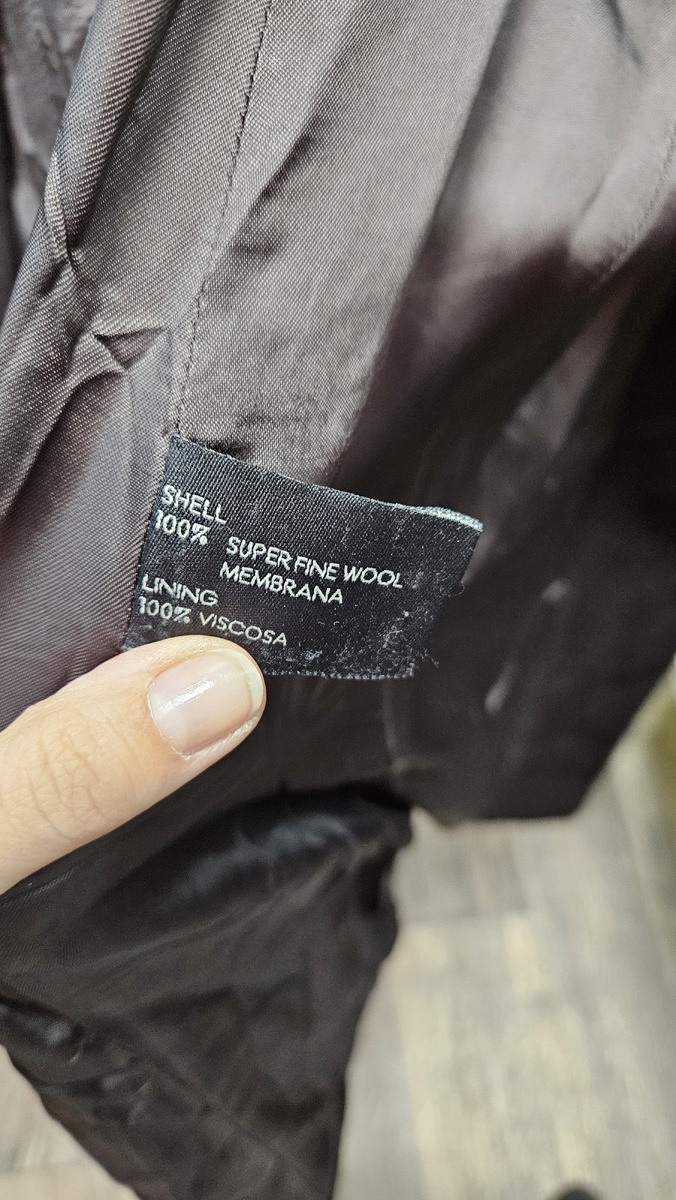 SHELL
100% SUPER FINE WOOL
MEMBRANA
LINING
100% VISCOSA